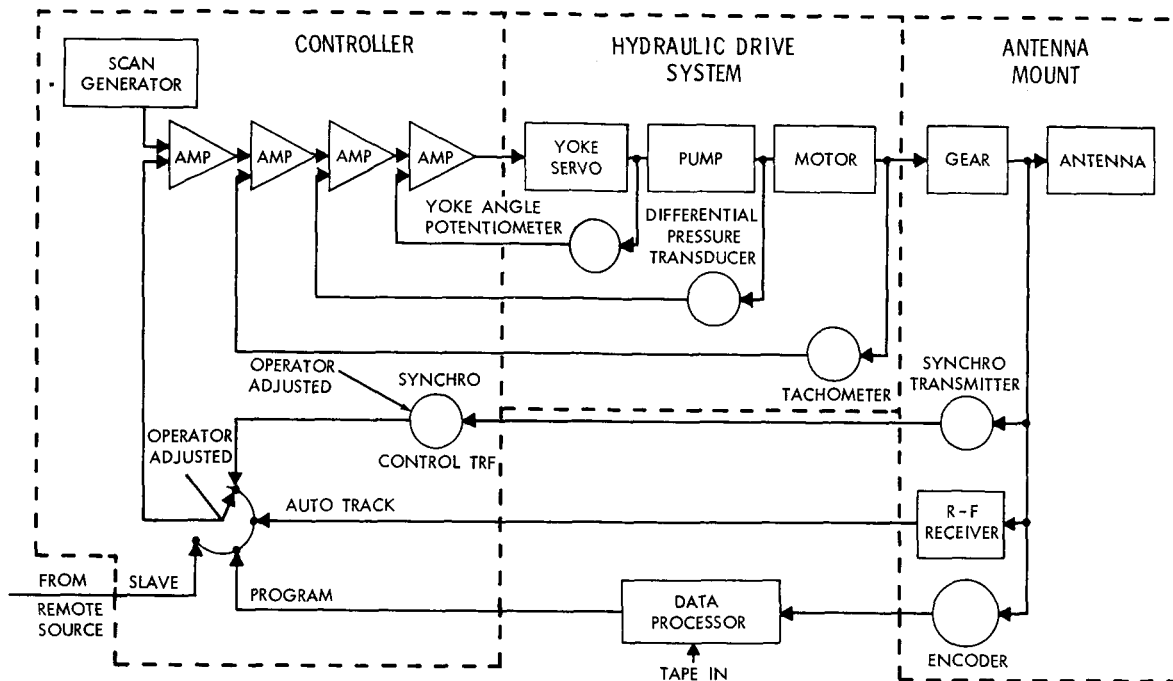 CONTROLLER
HYDRAULIC DRIVE
SYSTEM
ANTENNA
MOUNT
SCAN
GENERATOR
AMP
AMP
AMP
AMP
YOKE
SERVO
PUMP
MOTOR
GEAR
ANTENNA
YOKE ANGLE
POTENTIOMETER
DIFFERENTIAL
PRESSURE
TRANSDUCER
TACHOMETER
SYNCHRO
TRANSMITTER
OPERATOR
ADJUSTED
SYNCHRO
CONTROL TRF
OPERATOR
ADJUSTED
AUTO TRACK
R-F
RECEIVER
FROM
REMOTE
SOURCE
SLAVE
PROGRAM
DATA
PROCESSOR
TAPE IN
ENCODER